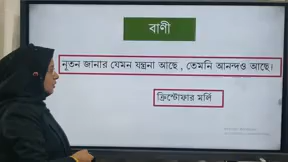 বাণী
নূতন জানার যেমন যন্ত্রনা আছে , তেমনি আনন্দও আছে।
ক্রিস্টোফার মর্লি